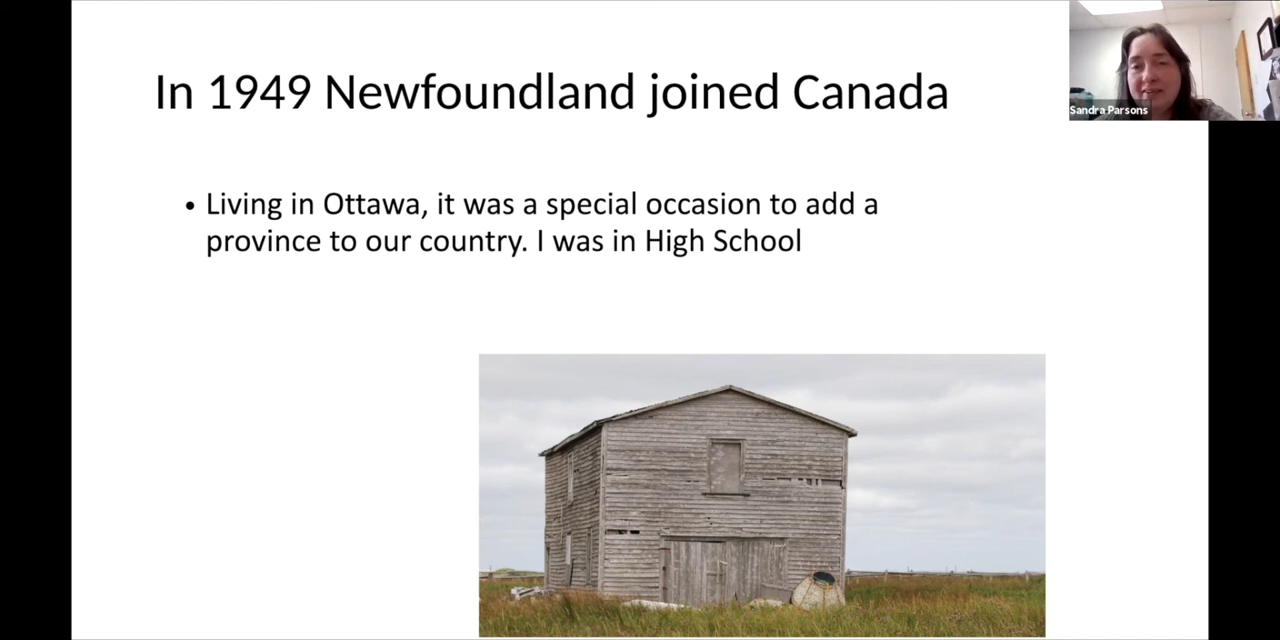 In 1949 Newfoundland joined Canada
Sandra Parsons
• Living in Ottawa, it was a special occasion to add a
province to our country. I was in High School